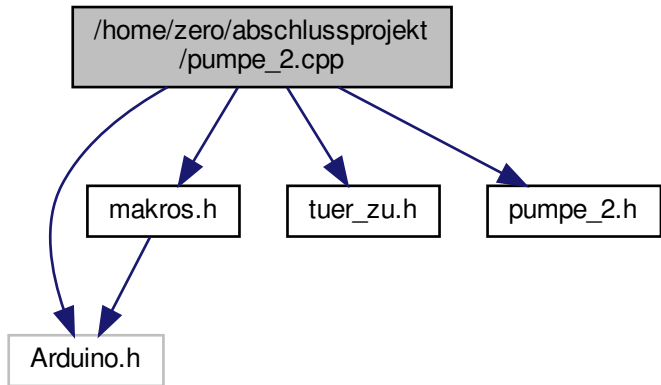 /home/zero/abschlussprojekt
/pumpe_2.cpp
makros.h
tuer_zu.h
pumpe_2.h
Arduino.h